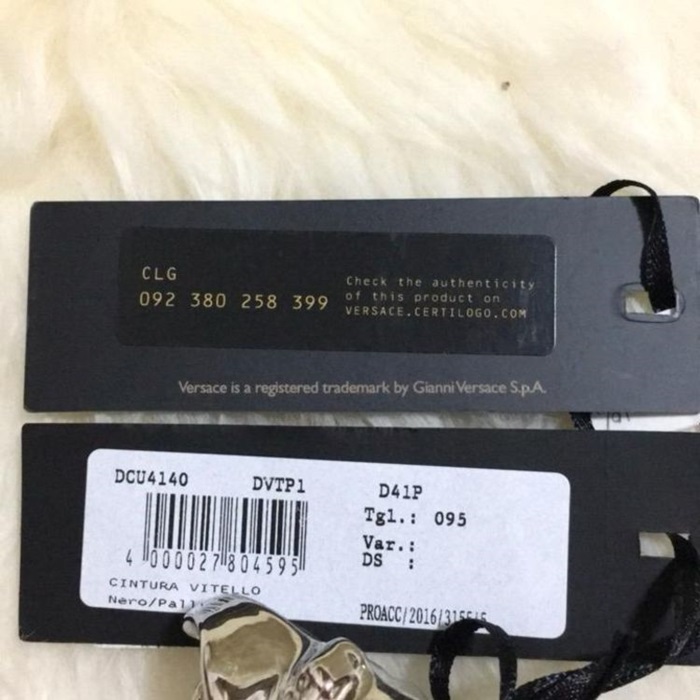 CLG
092 380 258 399
Check the authenticity
of this product on
VERSACE.CERTILOGO.COM
Versace is a registered trademark by Gianni Versace S.p.A.
DCU4140 DVTP1 D41P
4 000027 804595
Tgl.: 095
Var.:
DS :
CINTURA VITELLO